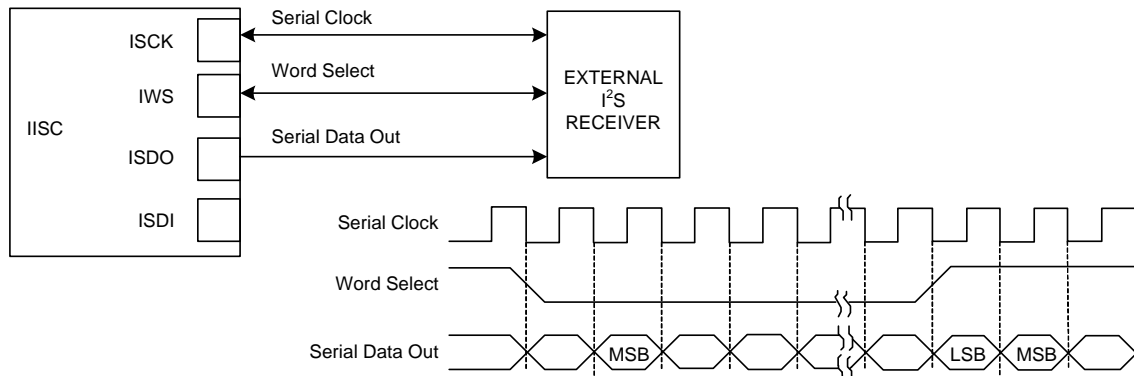 Serial Clock
ISCK
Word Select
IWS
EXTERNAL
I²S
RECEIVER
IISC
Serial Data Out
ISDO
ISDI
Serial Clock
Word Select
Serial Data Out
MSB
LSB
MSB